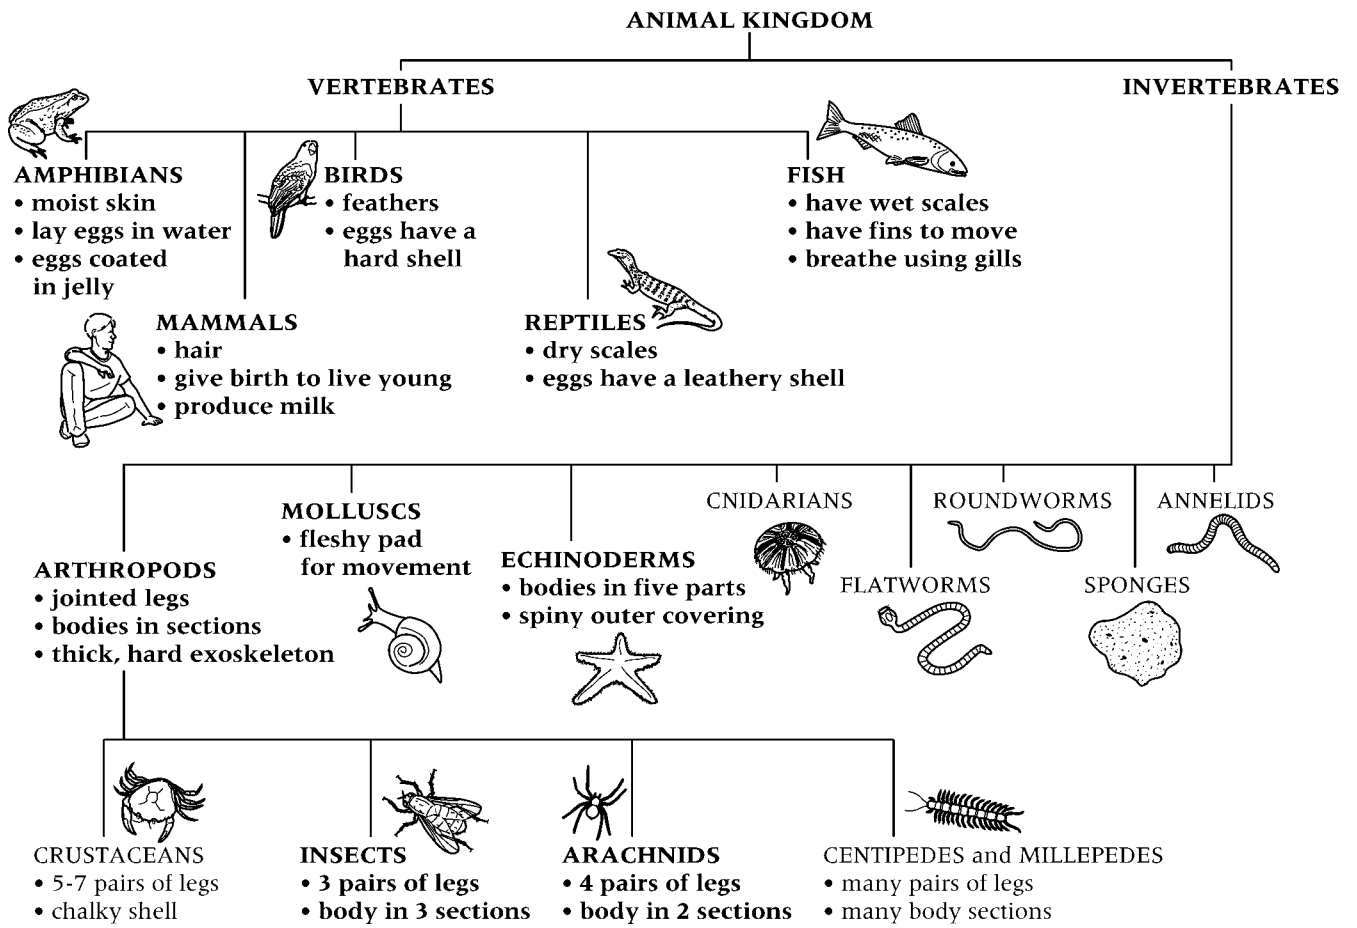 ANIMAL KINGDOM
VERTEBRATES
INVERTEBRATES
AMPHIBIANS
• moist skin
• lay eggs in water
• eggs coated
in jelly
BIRDS
• feathers
• eggs have a
hard shell
FISH
• have wet scales
• have fins to move
• breathe using gills
MAMMALS
• hair
• give birth to live young
• produce milk
REPTILES
• dry scales
• eggs have a leathery shell
ARTHROPODS
• jointed legs
• bodies in sections
• thick, hard exoskeleton
MOLLUSCS
• fleshy pad
for movement
ECHINODERMS
• bodies in five parts
• spiny outer covering
CNIDARIANS
FLATWORMS
ROUNDWORMS
SPONGES
ANNELIDS
CRUSTACEANS
• 5-7 pairs of legs
• chalky shell
INSECTS
• 3 pairs of legs
• body in 3 sections
ARACHNIDS
• 4 pairs of legs
• body in 2 sections
CENTIPEDES and MILLEPEDES
• many pairs of legs
• many body sections